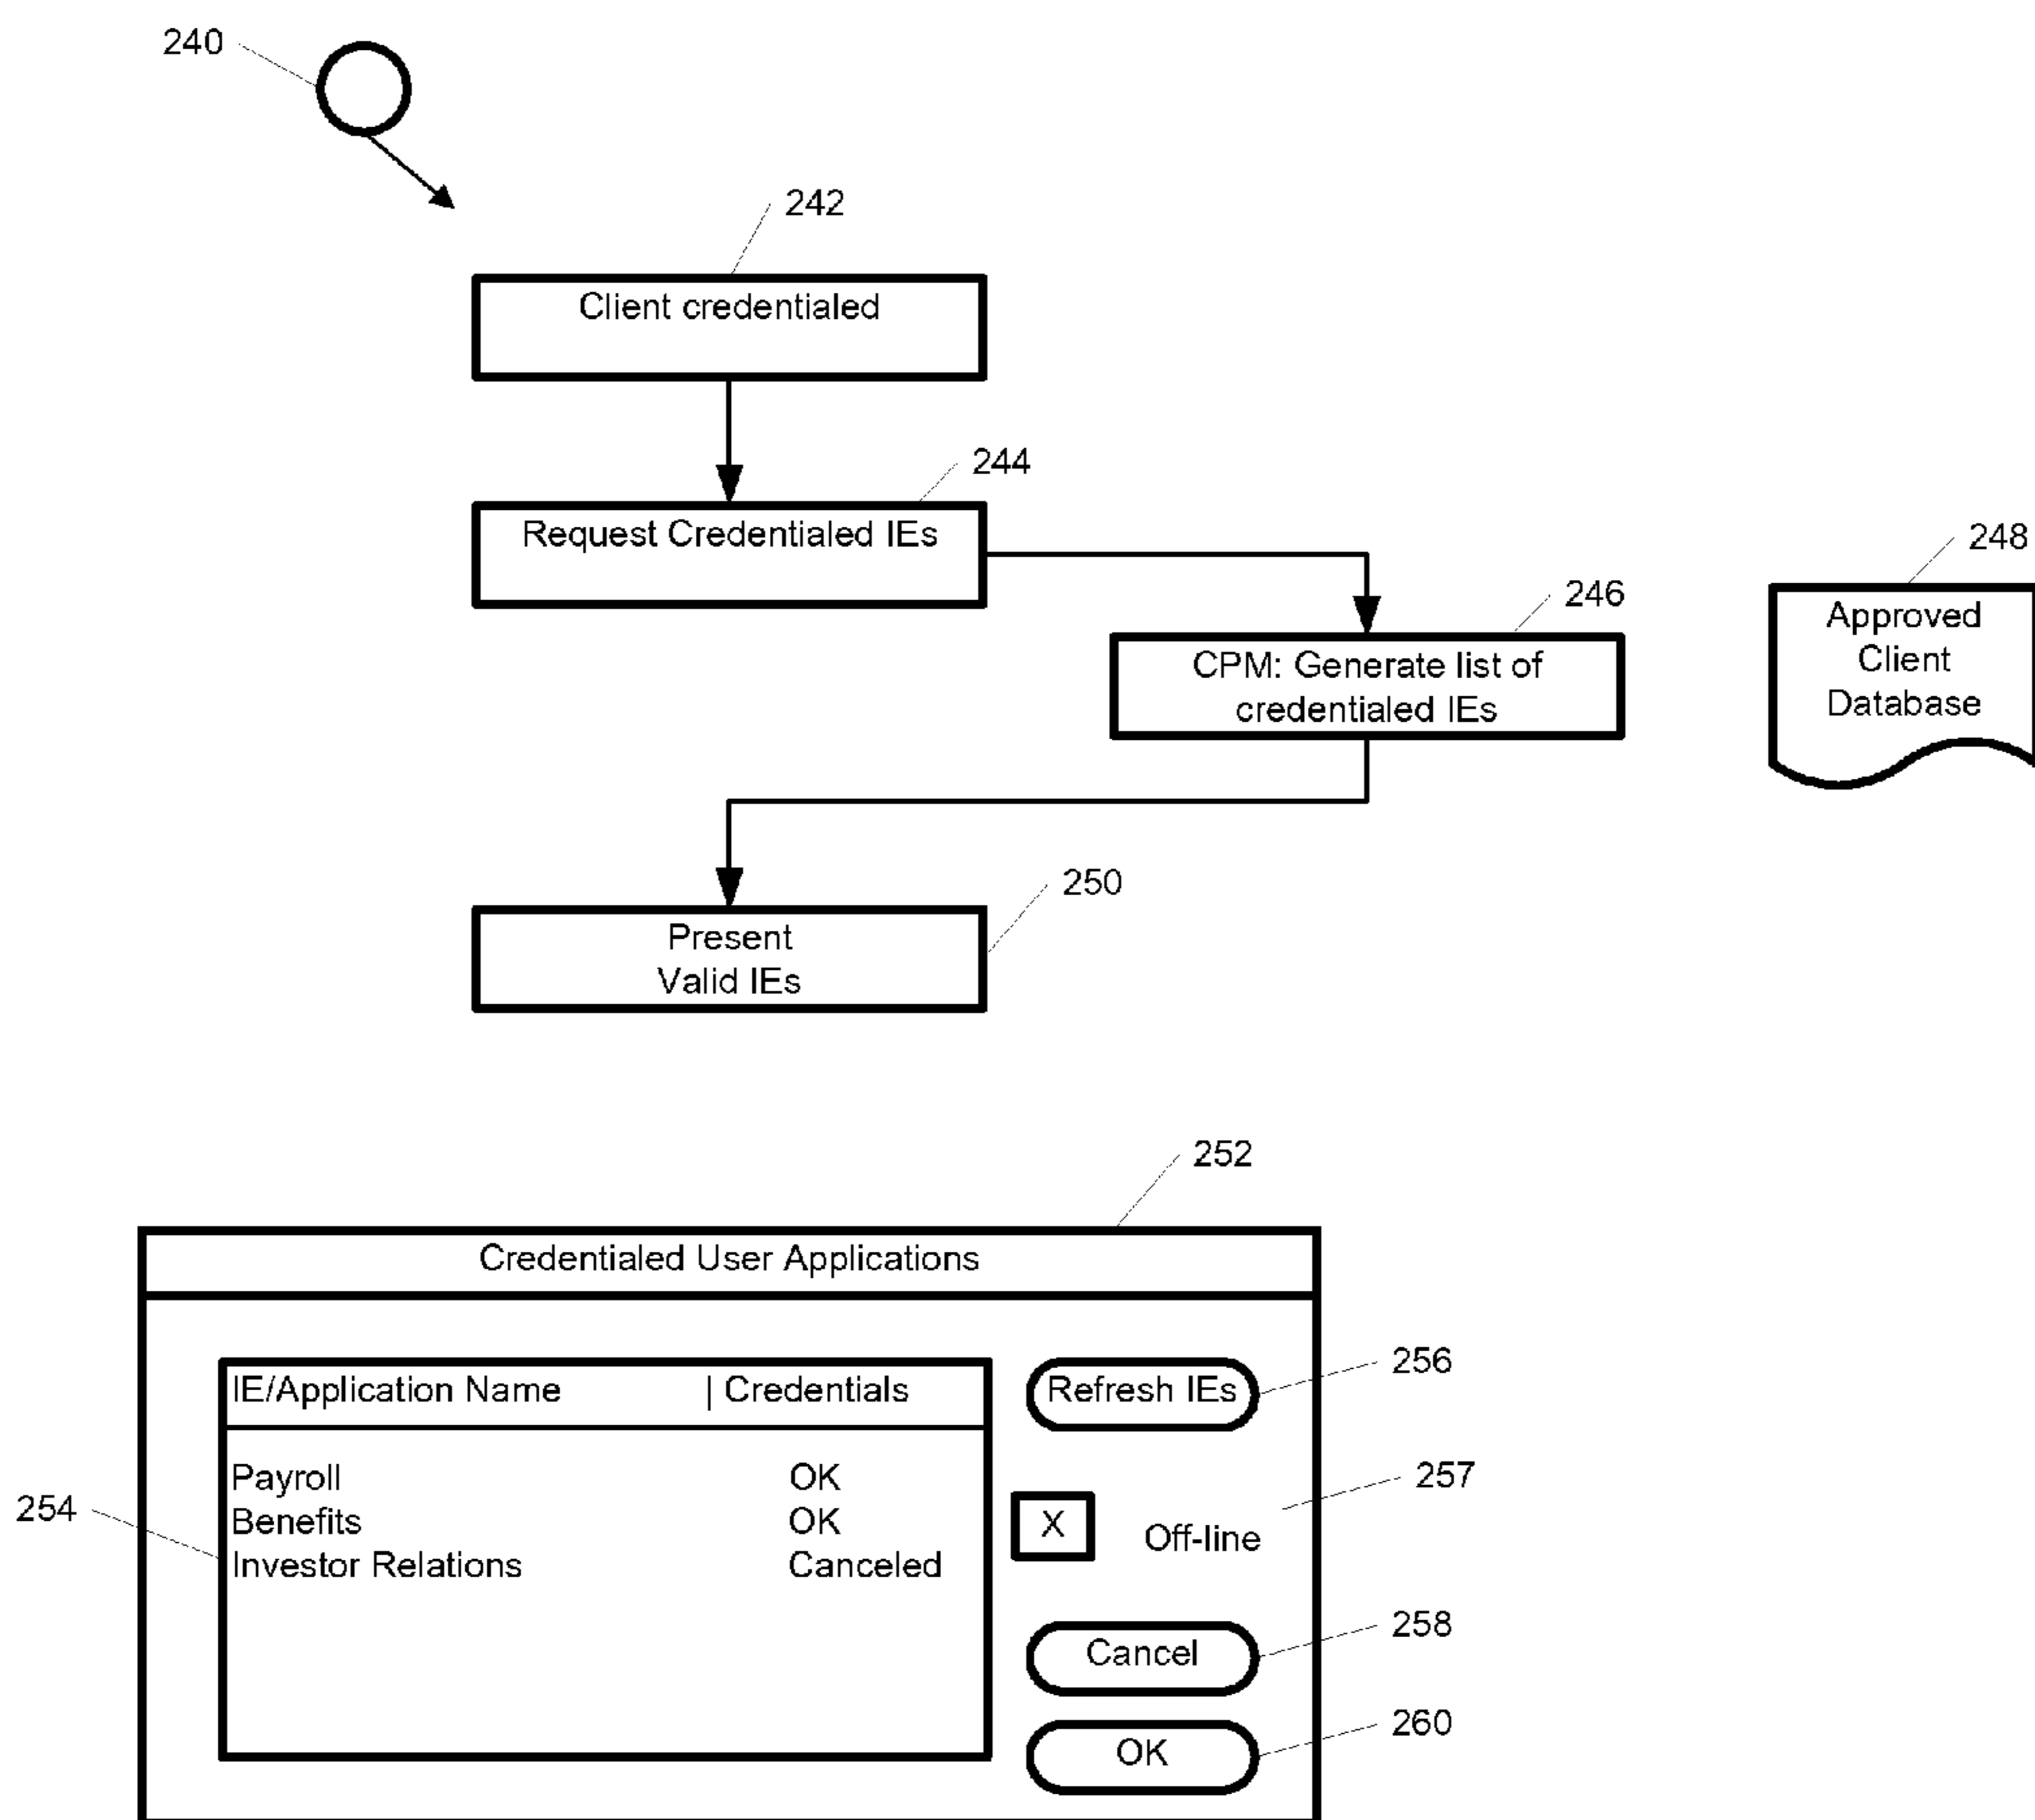 240
242
Client credentialed
244
Request Credentialed IEs
248
246
Approved
Client
Database
CPM: Generate list of
credentialed IEs
250
Present
Valid IEs
252
Credentialed User Applications
256
IE/Application Name | Credentials
Refresh IEs
257
Payroll OK
254
Benefits OK
X Off-line
Investor Relations Canceled
258
Cancel
260
OK